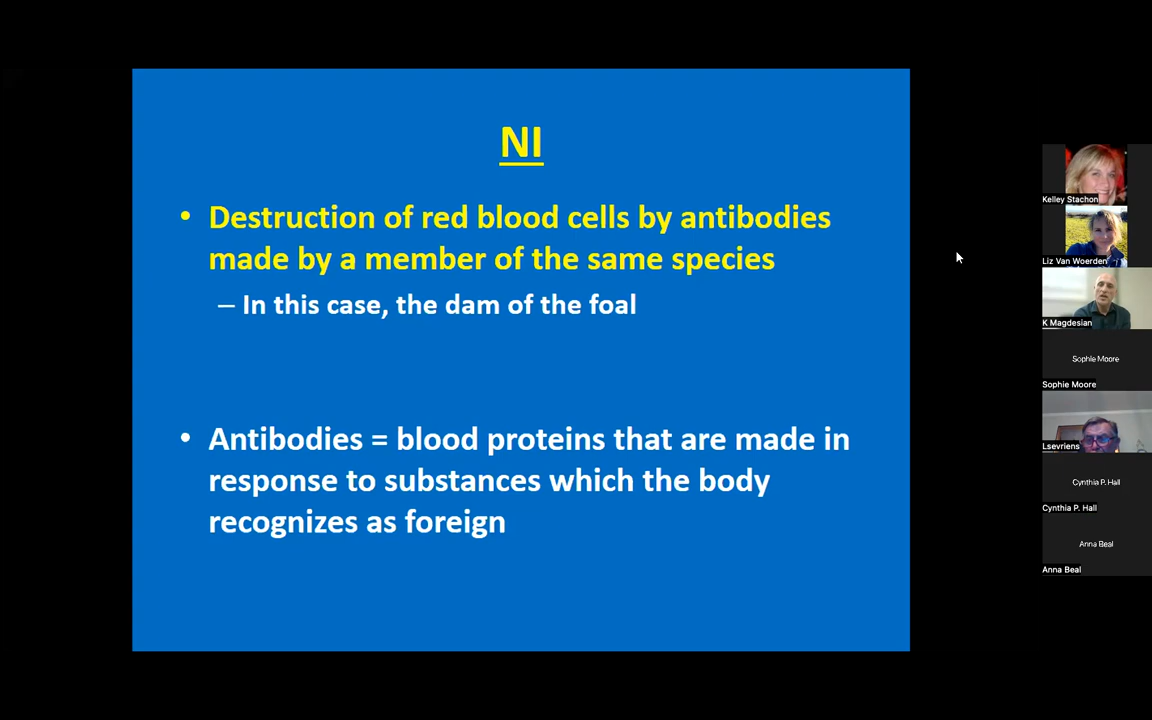 NI
• Destruction of red blood cells by antibodies
made by a member of the same species
– In this case, the dam of the foal
• Antibodies = blood proteins that are made in
response to substances which the body
recognizes as foreign
Kelley Stachon
Liz Van Woerden
K Magdesian
Sophie Moore
Sophie Moore
Lsevriens
Cynthia P. Hall
Cynthia P. Hall
Anna Beal
Anna Beal